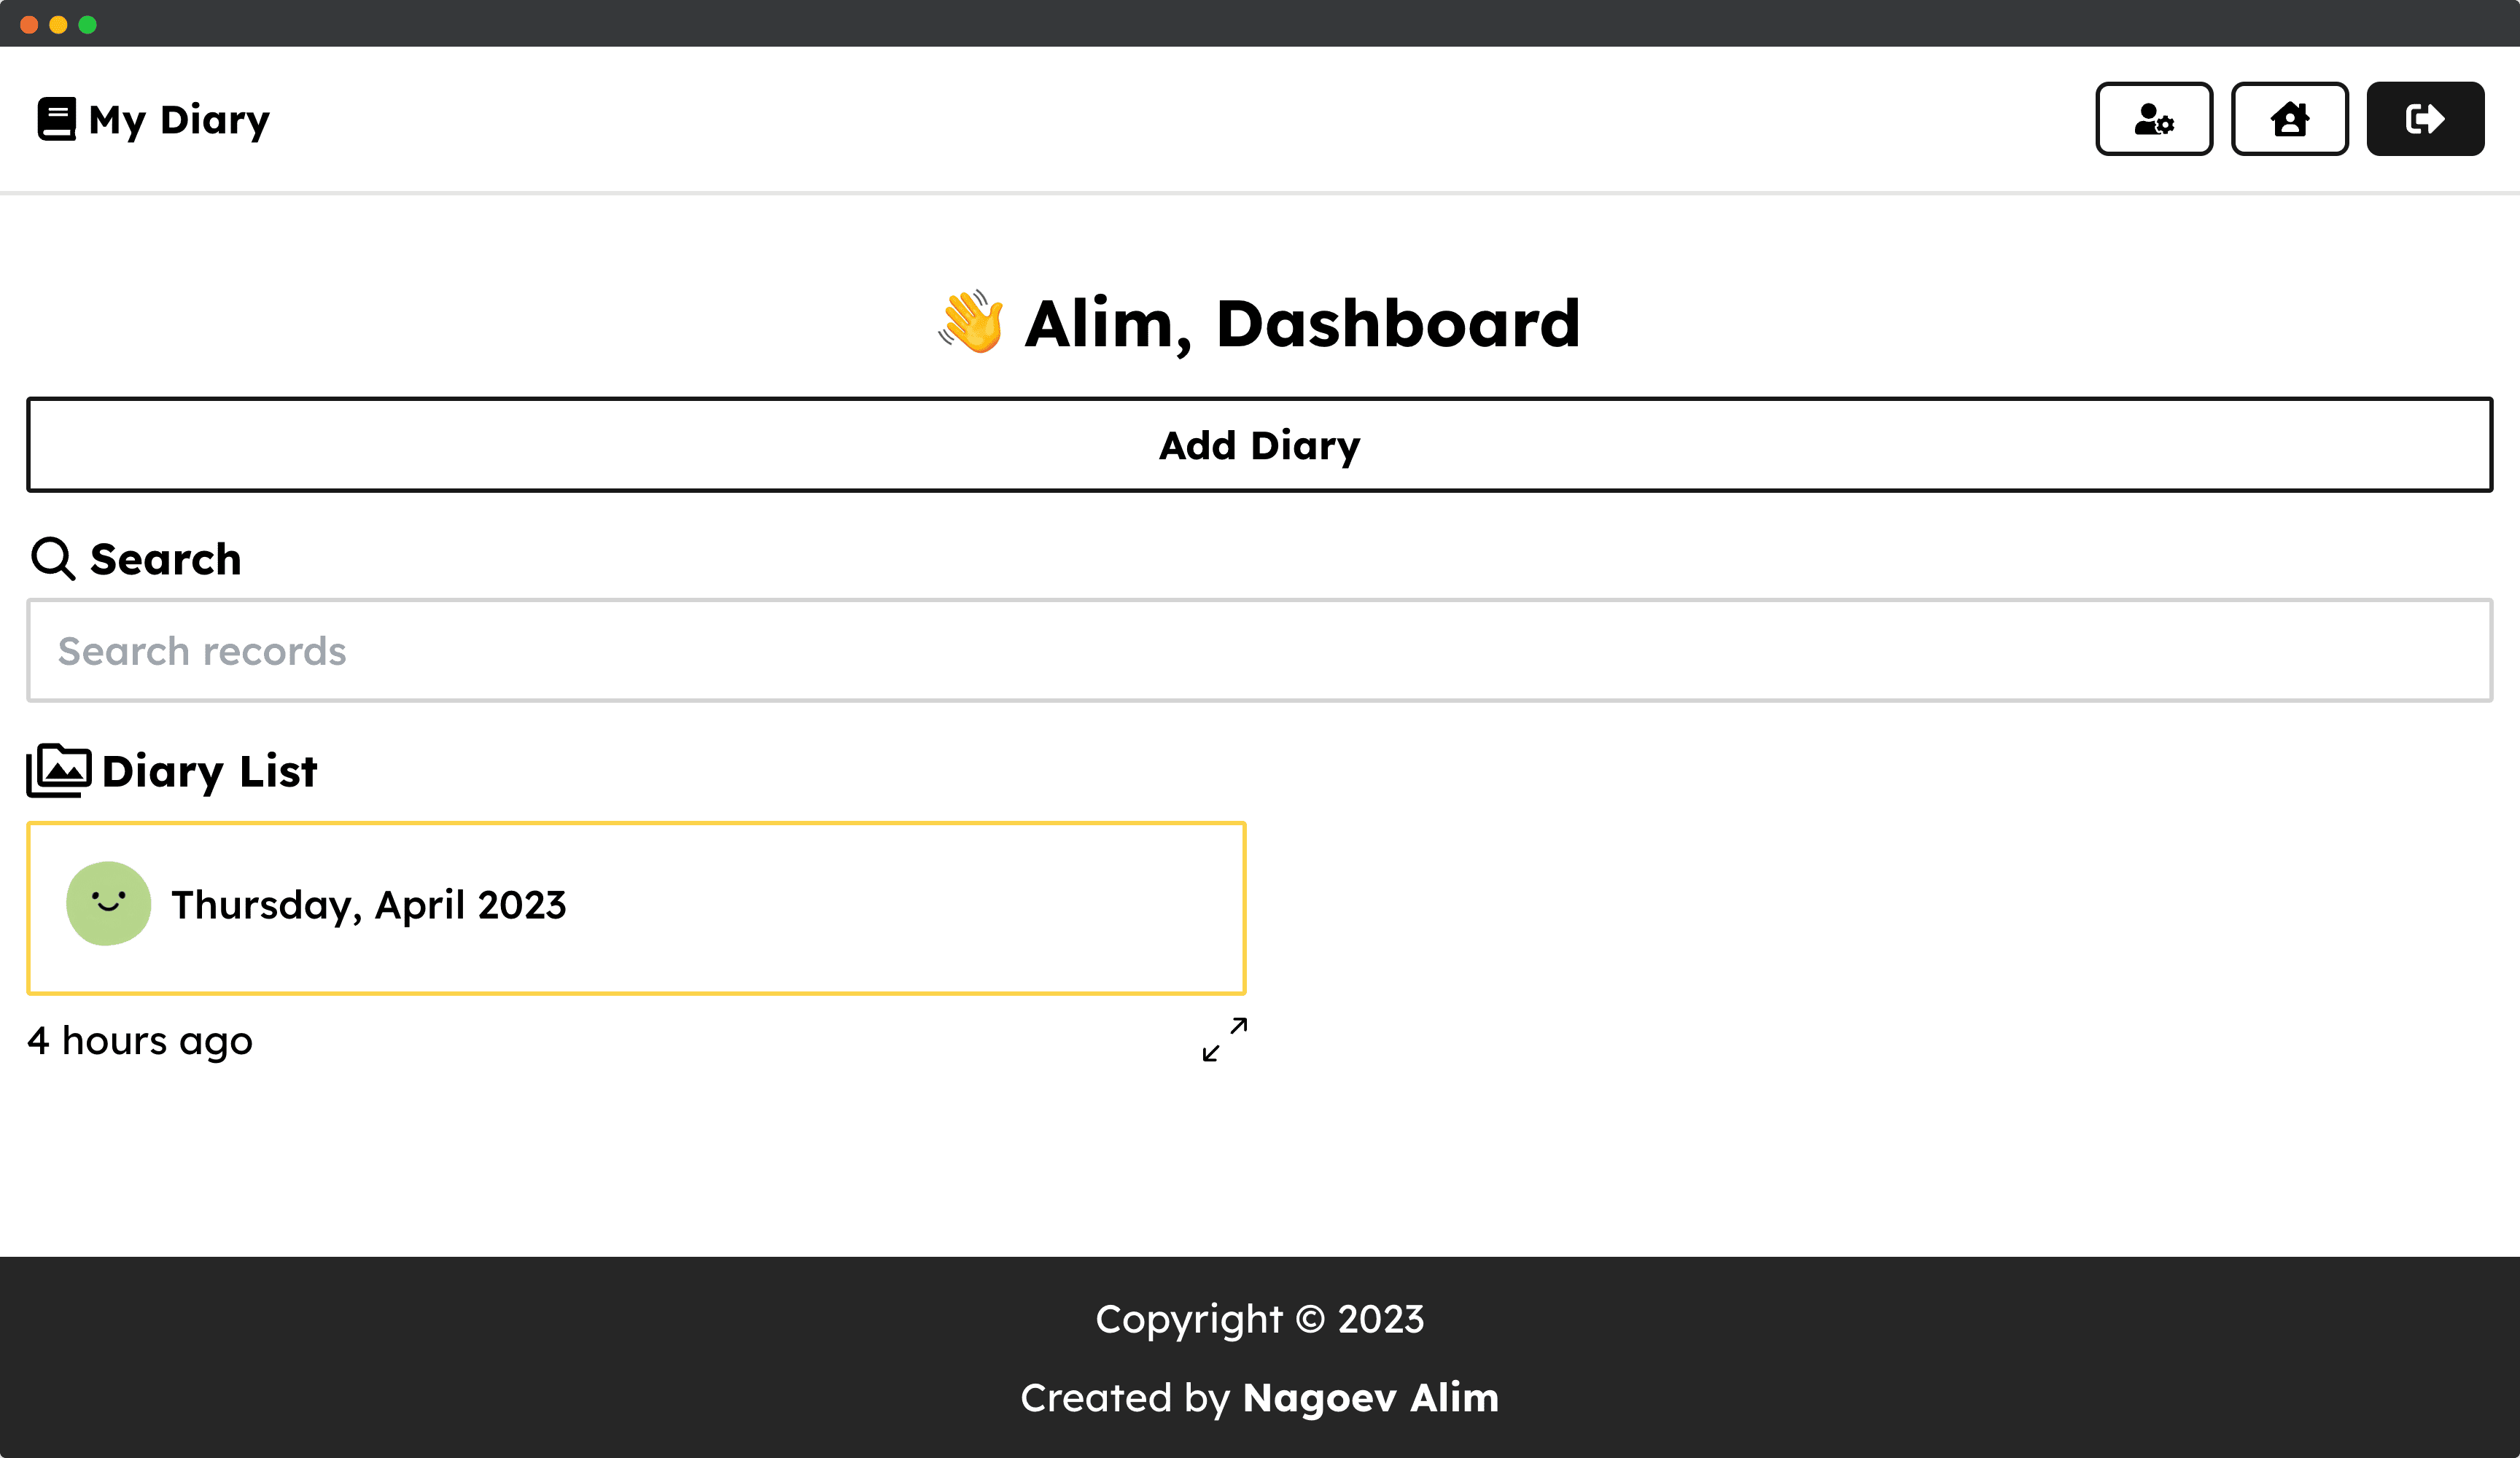 My Diary
👋 Alim, Dashboard
Add Diary
Search
Search records
Diary List
Thursday, April 2023
4 hours ago
Copyright © 2023
Created by Nagoev Alim